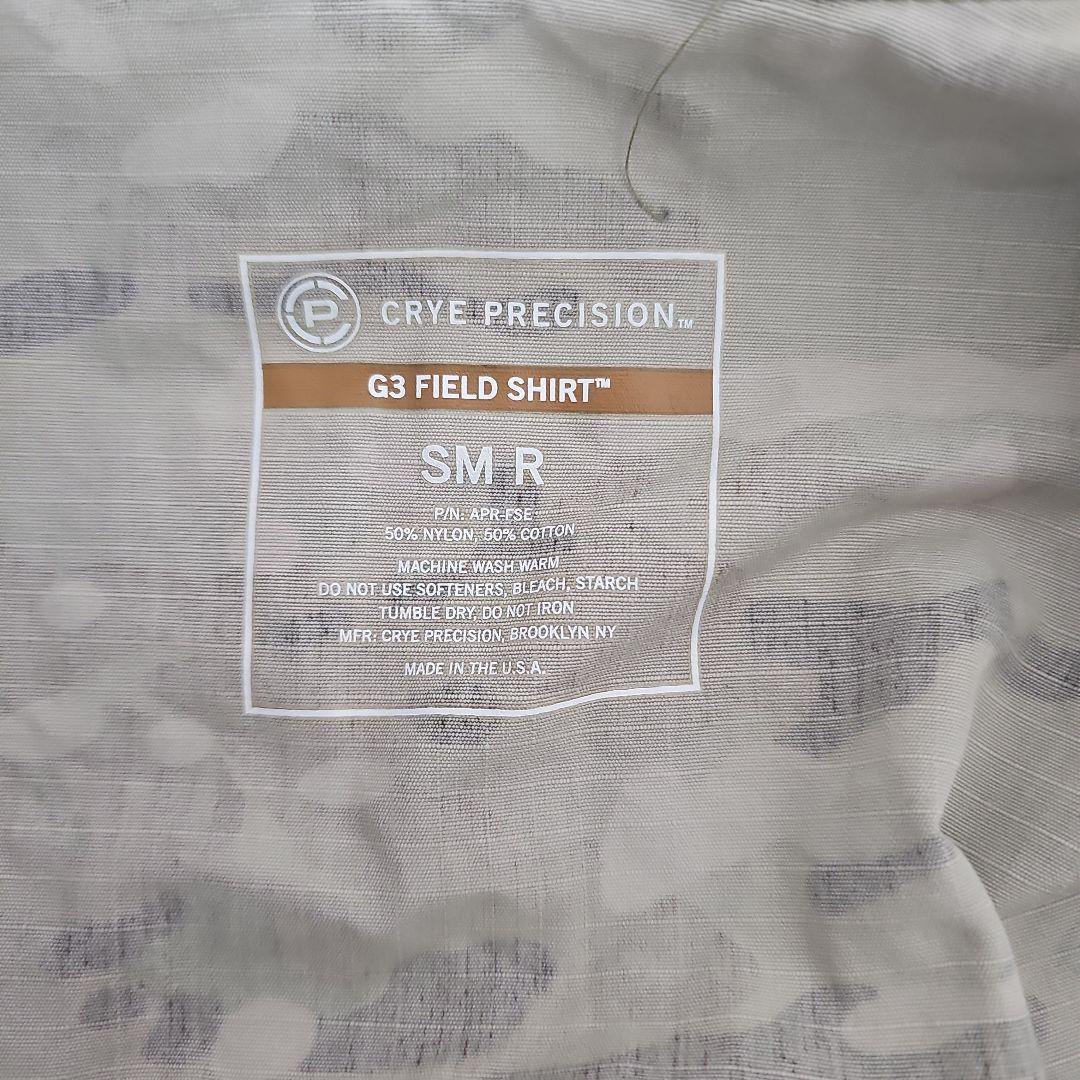 P CRYE PRECISION™
G3 FIELD SHIRT™
SM R
P/N: APR-FSE
50% NYLON, 50% COTTON
MACHINE WASH WARM
DO NOT USE SOFTENERS, BLEACH, STARCH
TUMBLE DRY, DO NOT IRON
MFR: CRYE PRECISION, BROOKLYN NY
MADE IN THE U.S.A.